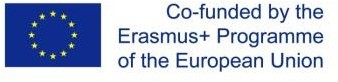 Co-funded by the
Erasmus+ Programme
of the European Union